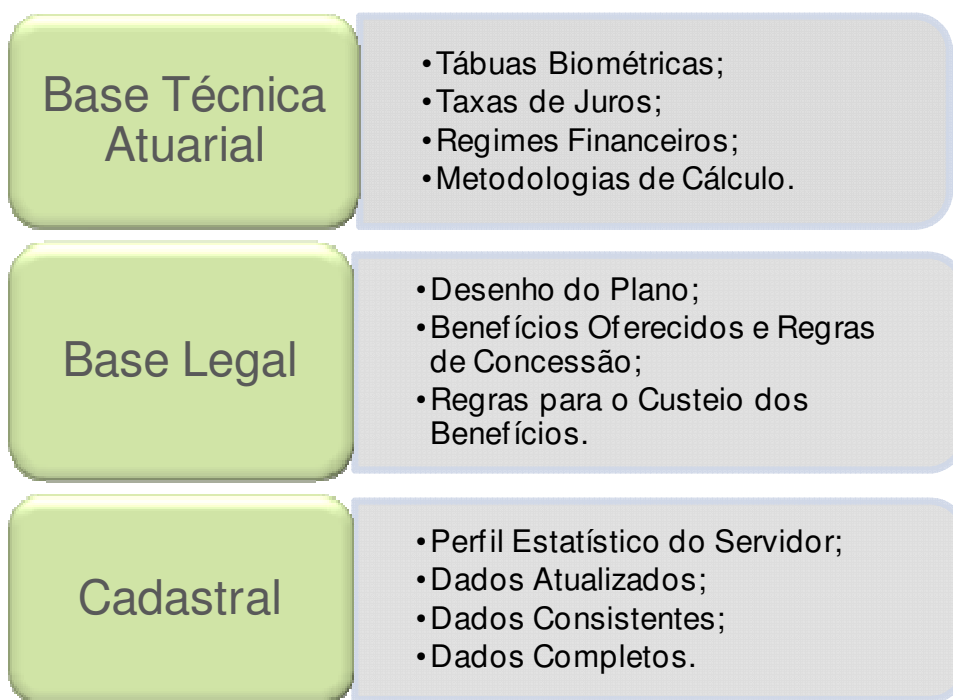 Base Técnica
Atuarial
•Tábuas Biométricas;
•Taxas de Juros;
•Regimes Financeiros;
•Metodologias de Cálculo.
Base Legal
•Desenho do Plano;
•Benefícios Oferecidos e Regras
de Concessão;
•Regras para o Custeio dos
Benefícios.
Cadastral
•Perfil Estatístico do Servidor;
•Dados Atualizados;
•Dados Consistentes;
•Dados Completos.